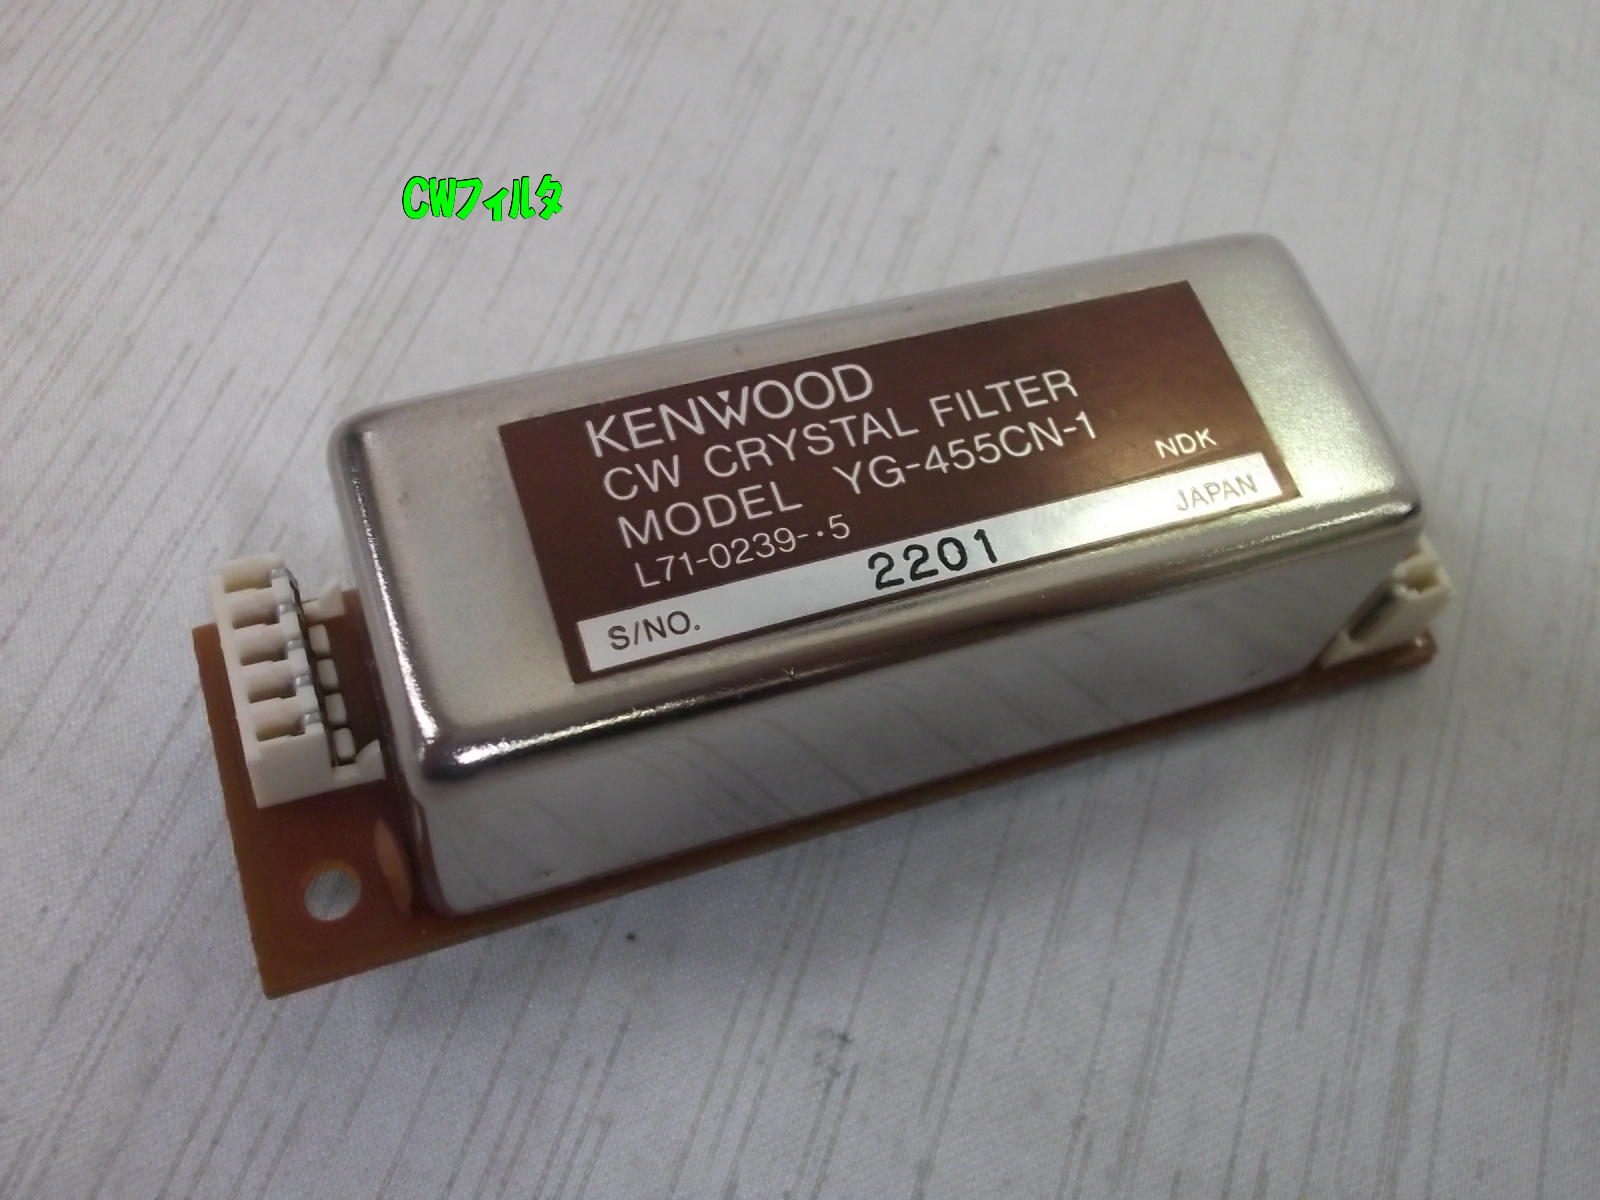 CWフィルタ
KENWOOD
CW CRYSTAL FILTER
MODEL YG-455CN-1
L71-0239-·5
NDK
S/NO. 2201 JAPAN